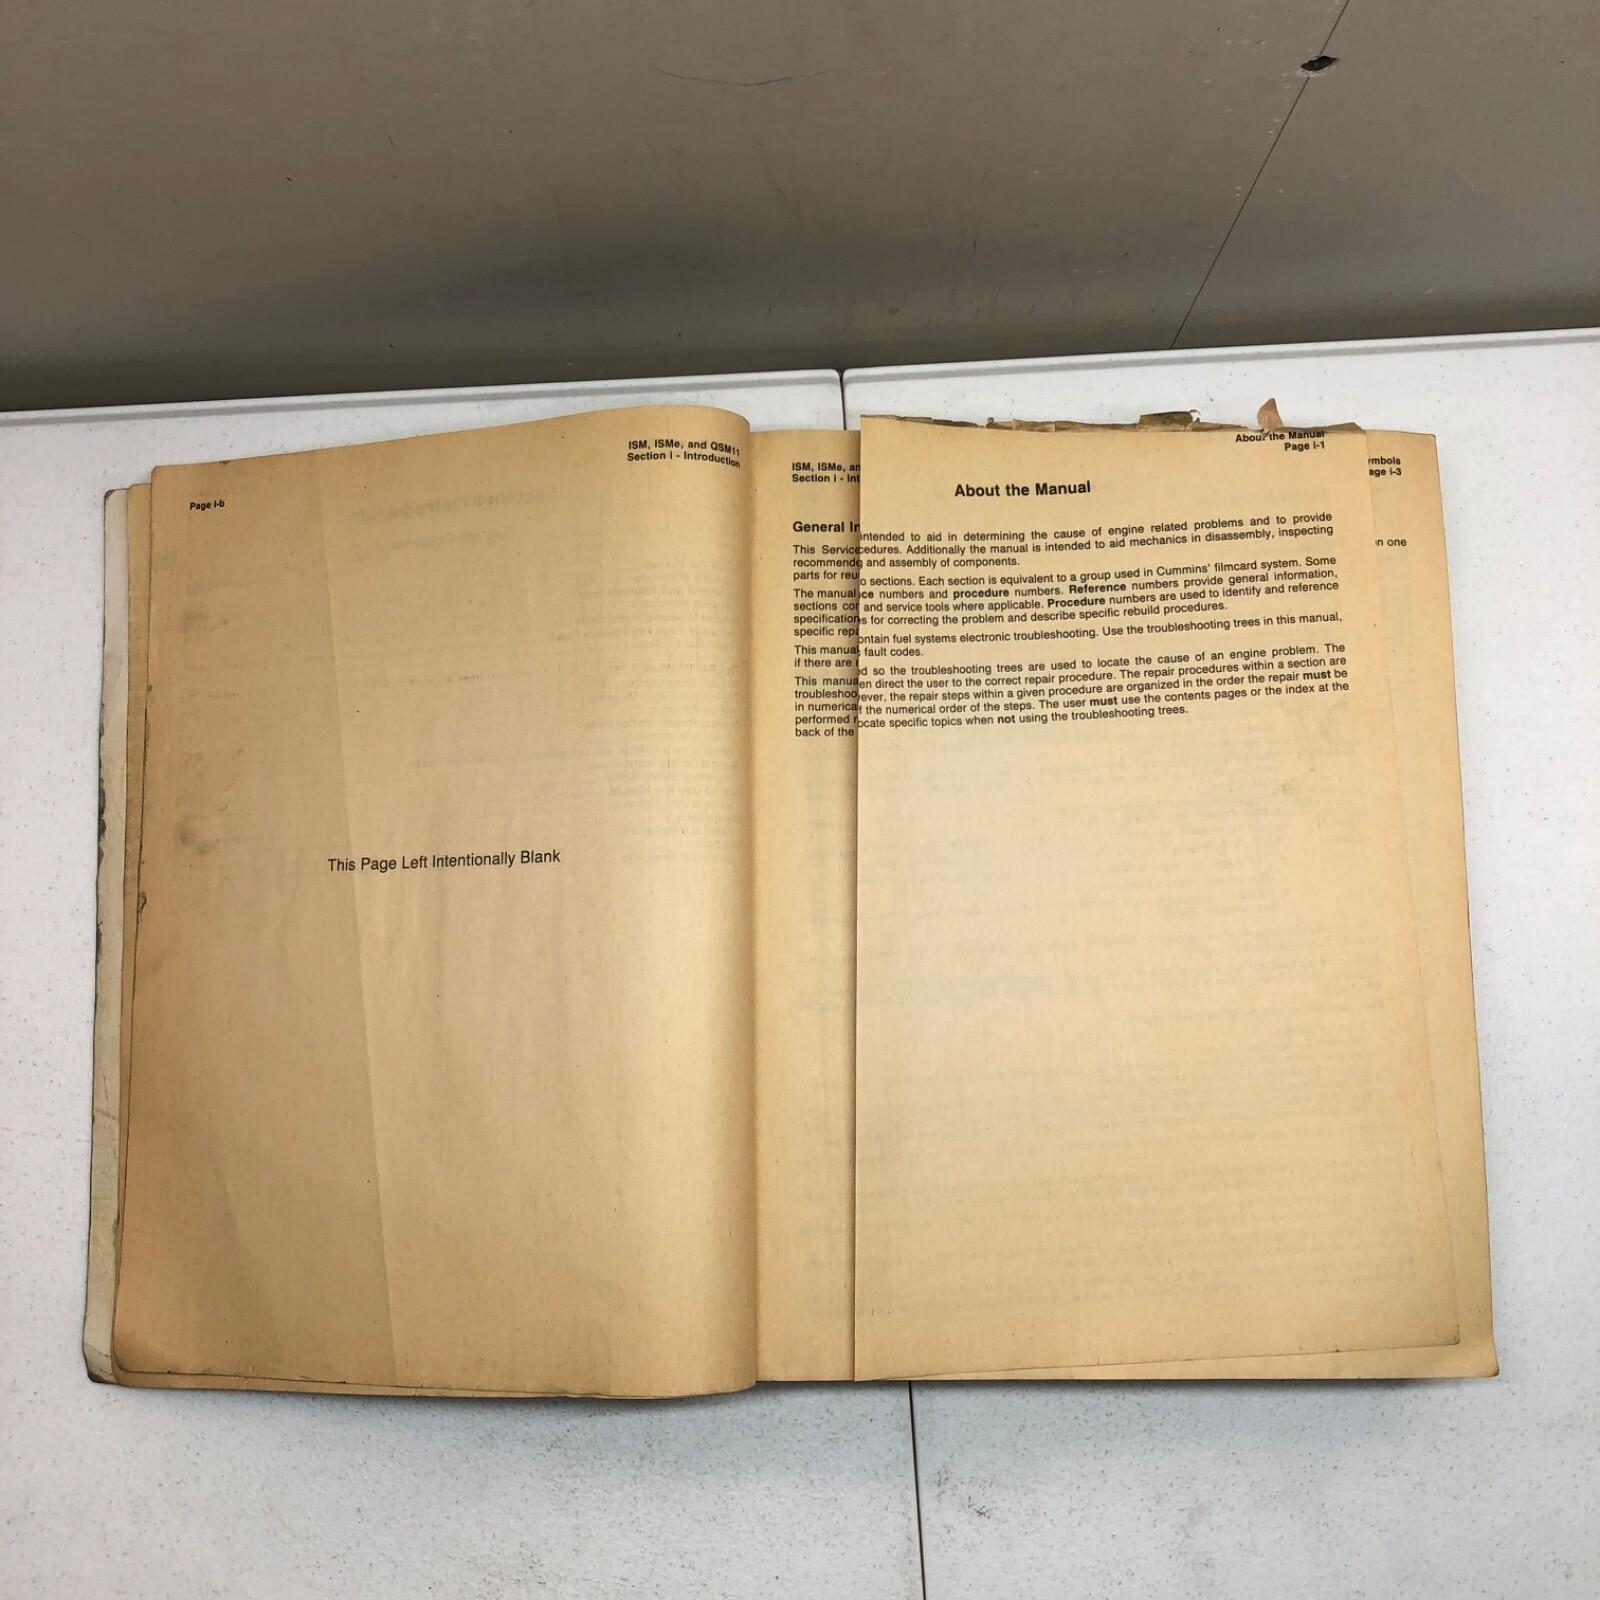 ISM, ISMe, and QSM11
Section i - Introduction
Page i-b
This Page Left Intentionally Blank
ISM, ISMe, an
Section i - Int
About the Manual
Page i-1
mbols
age i-3
About the Manual
General In
n one
This Service intended to aid in determining the cause of engine related problems and to provide
recommend cedures. Additionally the manual is intended to aid mechanics in disassembly, inspecting
parts for reu and assembly of components.
The manual o sections. Each section is equivalent to a group used in Cummins' filmcard system. Some
sections cor ce numbers and procedure numbers. Reference numbers provide general information,
specification and service tools where applicable. Procedure numbers are used to identify and reference
specific repa s for correcting the problem and describe specific rebuild procedures.
This manual ontain fuel systems electronic troubleshooting. Use the troubleshooting trees in this manual,
if there are fault codes.
This manua d so the troubleshooting trees are used to locate the cause of an engine problem. The
troubleshoo en direct the user to the correct repair procedure. The repair procedures within a section are
in numerica ever, the repair steps within a given procedure are organized in the order the repair must be
performed r f the numerical order of the steps. The user must use the contents pages or the index at the
back of the ocate specific topics when not using the troubleshooting trees.